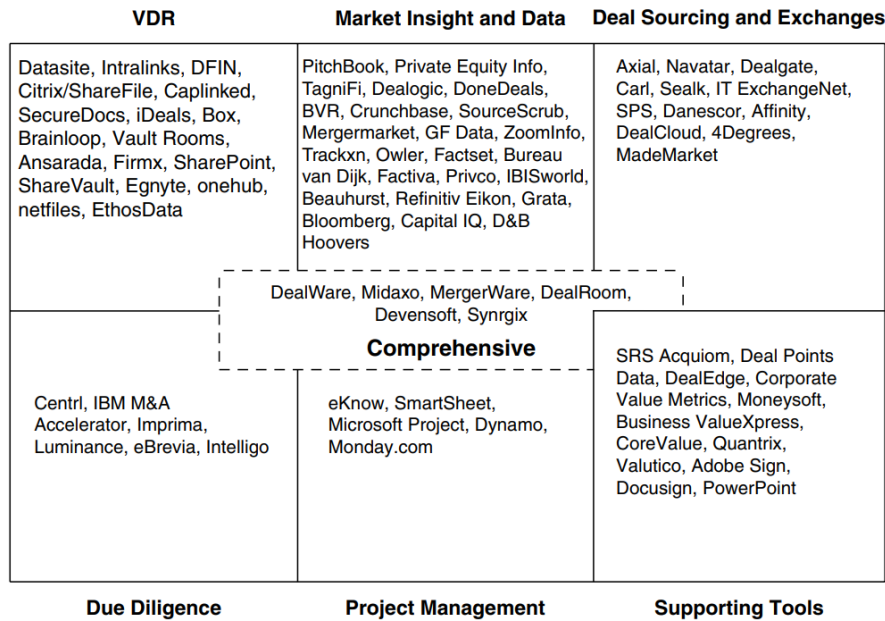 VDR
Datasite, Intralinks, DFIN,
Citrix/ShareFile, Caplinked,
SecureDocs, iDeals, Box,
Brainloop, Vault Rooms,
Ansarada, Firmx, SharePoint,
ShareVault, Egnyte, onehub,
netfiles, EthosData
Market Insight and Data
PitchBook, Private Equity Info,
TagniFi, Dealogic, DoneDeals,
BVR, Crunchbase, SourceScrub,
Mergermarket, GF Data, ZoomInfo,
Trackxn, Owler, Factset, Bureau
van Dijk, Factiva, Privco, IBISworld,
Beauhurst, Refinitiv Eikon, Grata,
Bloomberg, Capital IQ, D&B
Hoovers
Deal Sourcing and Exchanges
Axial, Navatar, Dealgate,
Carl, Sealk, IT ExchangeNet,
SPS, Danescor, Affinity,
DealCloud, 4Degrees,
MadeMarket
DealWare, Midaxo, MergerWare, DealRoom,
Devensoft, Synrgix
Comprehensive
Centrl, IBM M&A
Accelerator, Imprima,
Luminance, eBrevia, Intelligo
Due Diligence
eKnow, SmartSheet,
Microsoft Project, Dynamo,
Monday.com
Project Management
SRS Acquiom, Deal Points
Data, DealEdge, Corporate
Value Metrics, Moneysoft,
Business ValueXpress,
CoreValue, Quantrix,
Valutico, Adobe Sign,
Docusign, PowerPoint
Supporting Tools